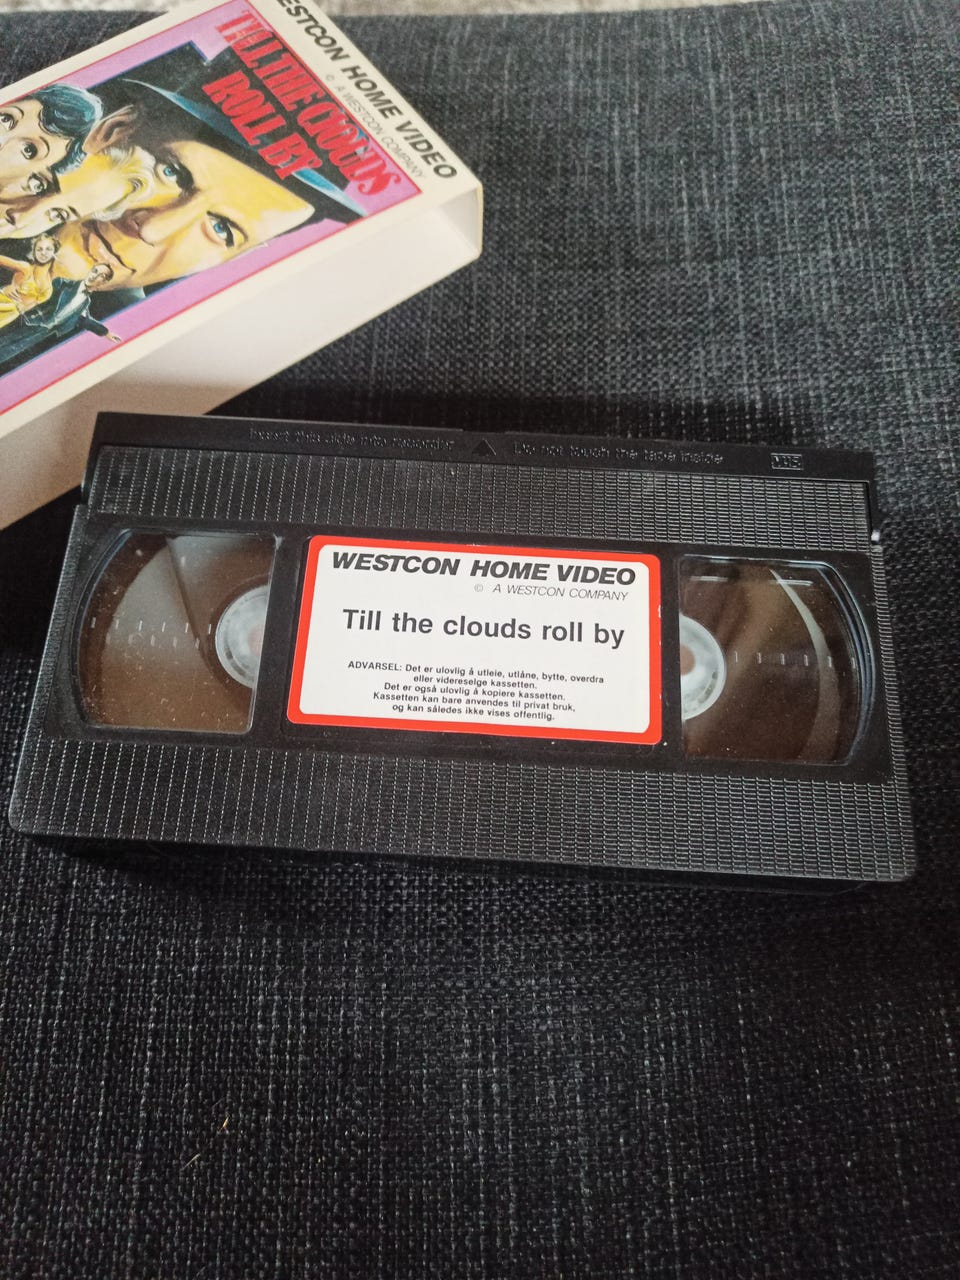 WESTCON HOME VIDEO
© A WESTCON COMPANY
TILL THE CLOUDS
ROLL BY
Insert this side into recorder Do not touch the tape inside
VHS
WESTCON HOME VIDEO
© A WESTCON COMPANY
Till the clouds roll by
ADVARSEL: Det er ulovlig å utleie, utlåne, bytte, overdra
eller videreselge kassetten.
Det er også ulovlig å kopiere kassetten.
Kassetten kan bare anvendes til privat bruk,
og kan således ikke vises offentlig.